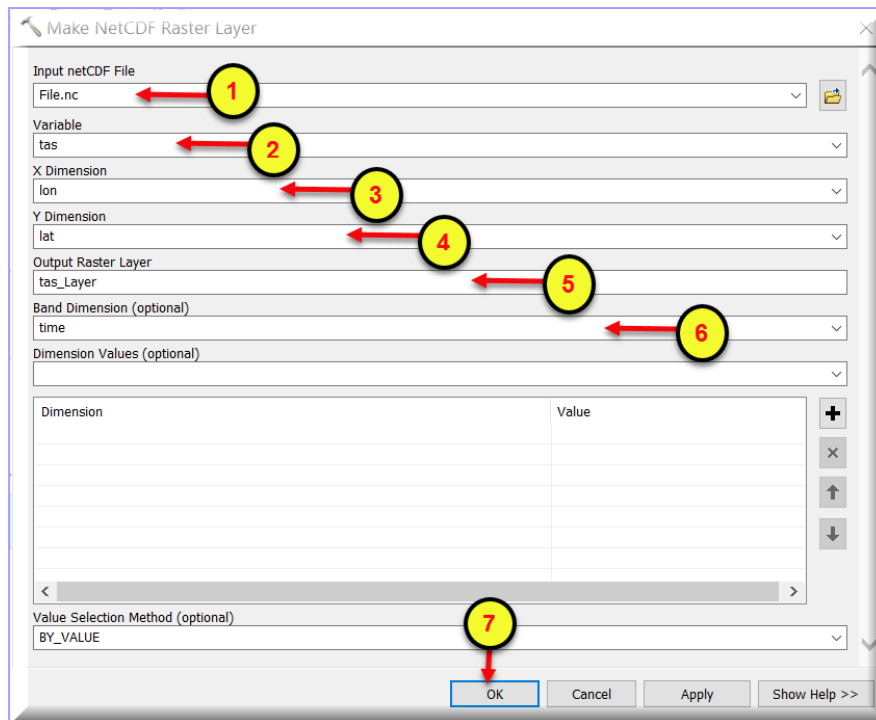 Make NetCDF Raster Layer
Input netCDF File
File.nc
1
Variable
tas
2
X Dimension
lon
3
Y Dimension
lat
4
Output Raster Layer
tas_Layer
5
Band Dimension (optional)
time
6
Dimension Values (optional)
Dimension Value
Value Selection Method (optional)
BY_VALUE
7
OK Cancel Apply Show Help >>